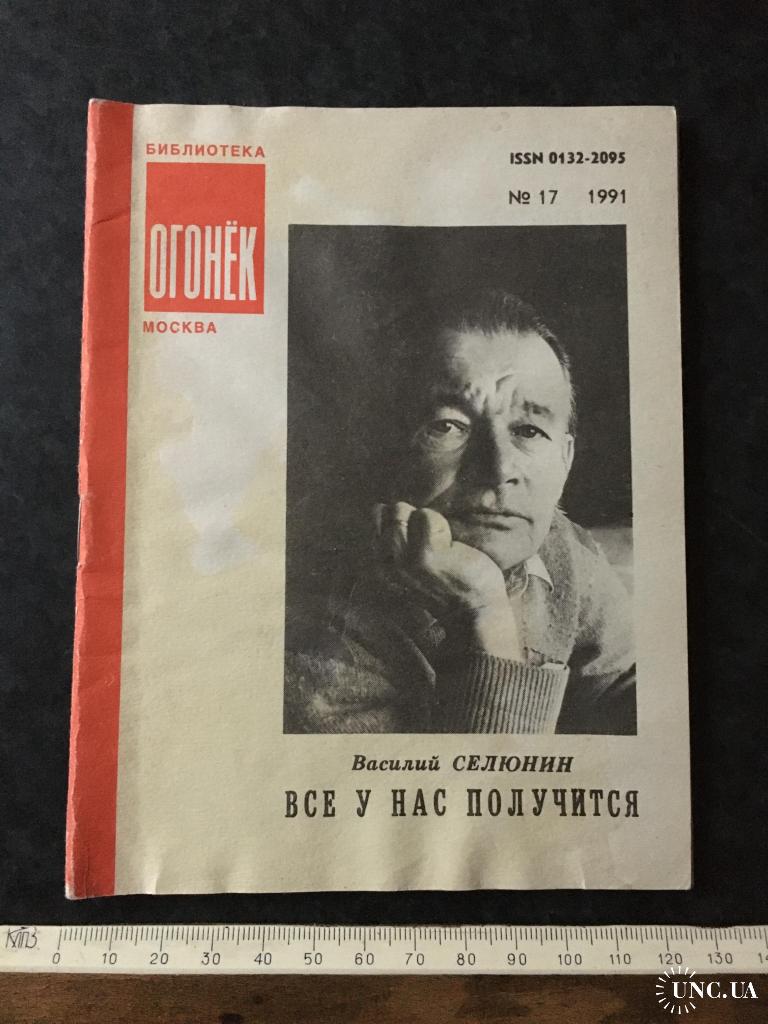 БИБЛИОТЕКА
ОГОНЁК
МОСКВА
ISSN 0132-2095
№ 17 1991
Василий СЕЛЮНИН
ВСЕ У НАС ПОЛУЧИТСЯ
0 10 20 30 40 50 60 70 80 90 100 110 120 130
UNC.UA